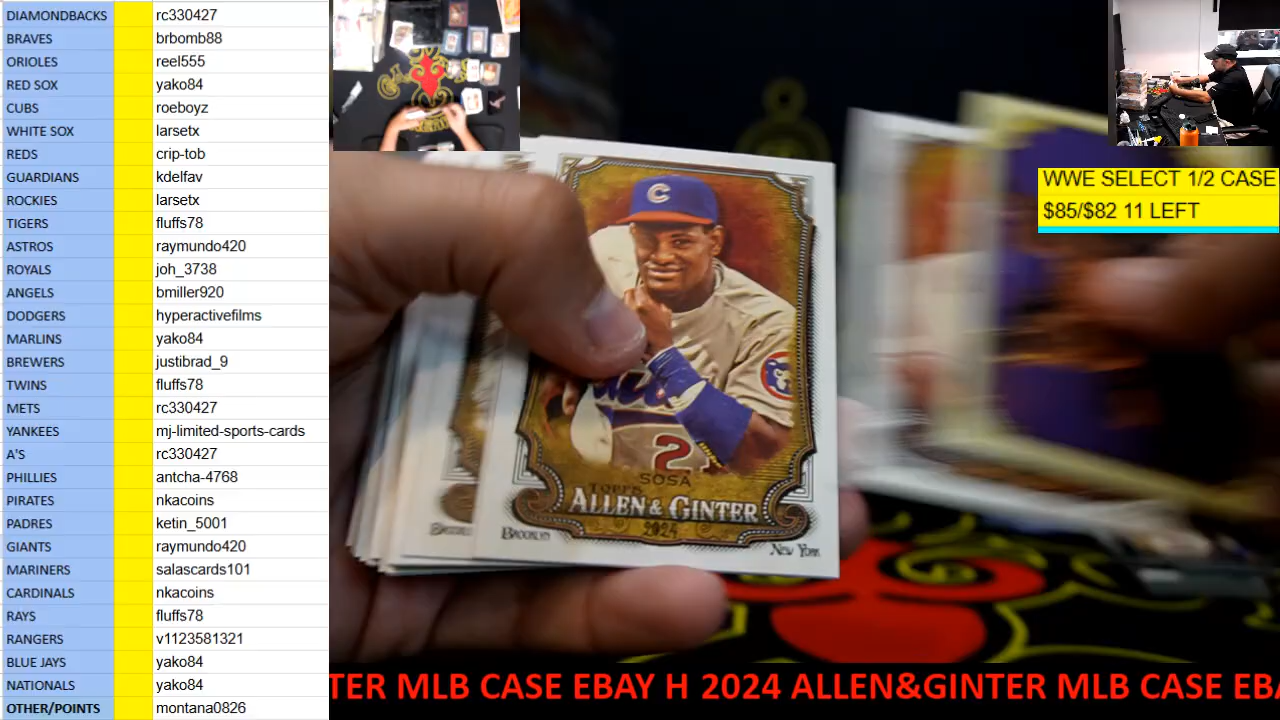 DIAMONDBACKS rc330427
BRAVES brbomb88
ORIOLES reel555
RED SOX yako84
CUBS roeboyz
WHITE SOX larsetx
REDS crip-tob
GUARDIANS kdelfav
ROCKIES larsetx
TIGERS fluffs78
ASTROS raymundo420
ROYALS joh_3738
ANGELS bmiller920
DODGERS hyperactivefilms
MARLINS yako84
BREWERS justibrad_9
TWINS fluffs78
METS rc330427
YANKEES mj-limited-sports-cards
A'S rc330427
PHILLIES antcha-4768
PIRATES nkacoins
PADRES ketin_5001
GIANTS raymundo420
MARINERS salascards101
CARDINALS nkacoins
RAYS fluffs78
RANGERS v1123581321
BLUE JAYS yako84
NATIONALS yako84
OTHER/POINTS montana0826
WWE SELECT 1/2 CASE
$85/$82 11 LEFT
C
2
SOSA
TOPPS
ALLEN & GINTER
2024
BROOKLYN
NEW YORK
TER MLB CASE EBAY H 2024 ALLEN&GINTER MLB CASE EBA